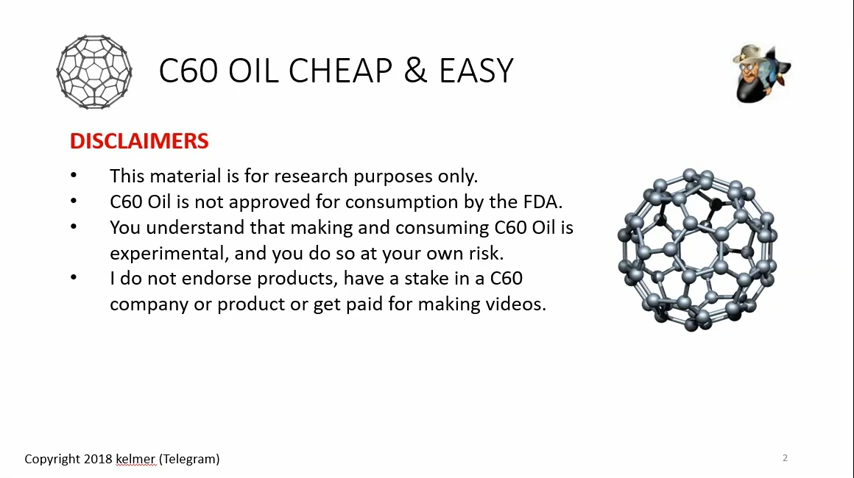 C60 OIL CHEAP & EASY
DISCLAIMERS
• This material is for research purposes only.
• C60 Oil is not approved for consumption by the FDA.
• You understand that making and consuming C60 Oil is
experimental, and you do so at your own risk.
• I do not endorse products, have a stake in a C60
company or product or get paid for making videos.
Copyright 2018 kelmer (Telegram)
2